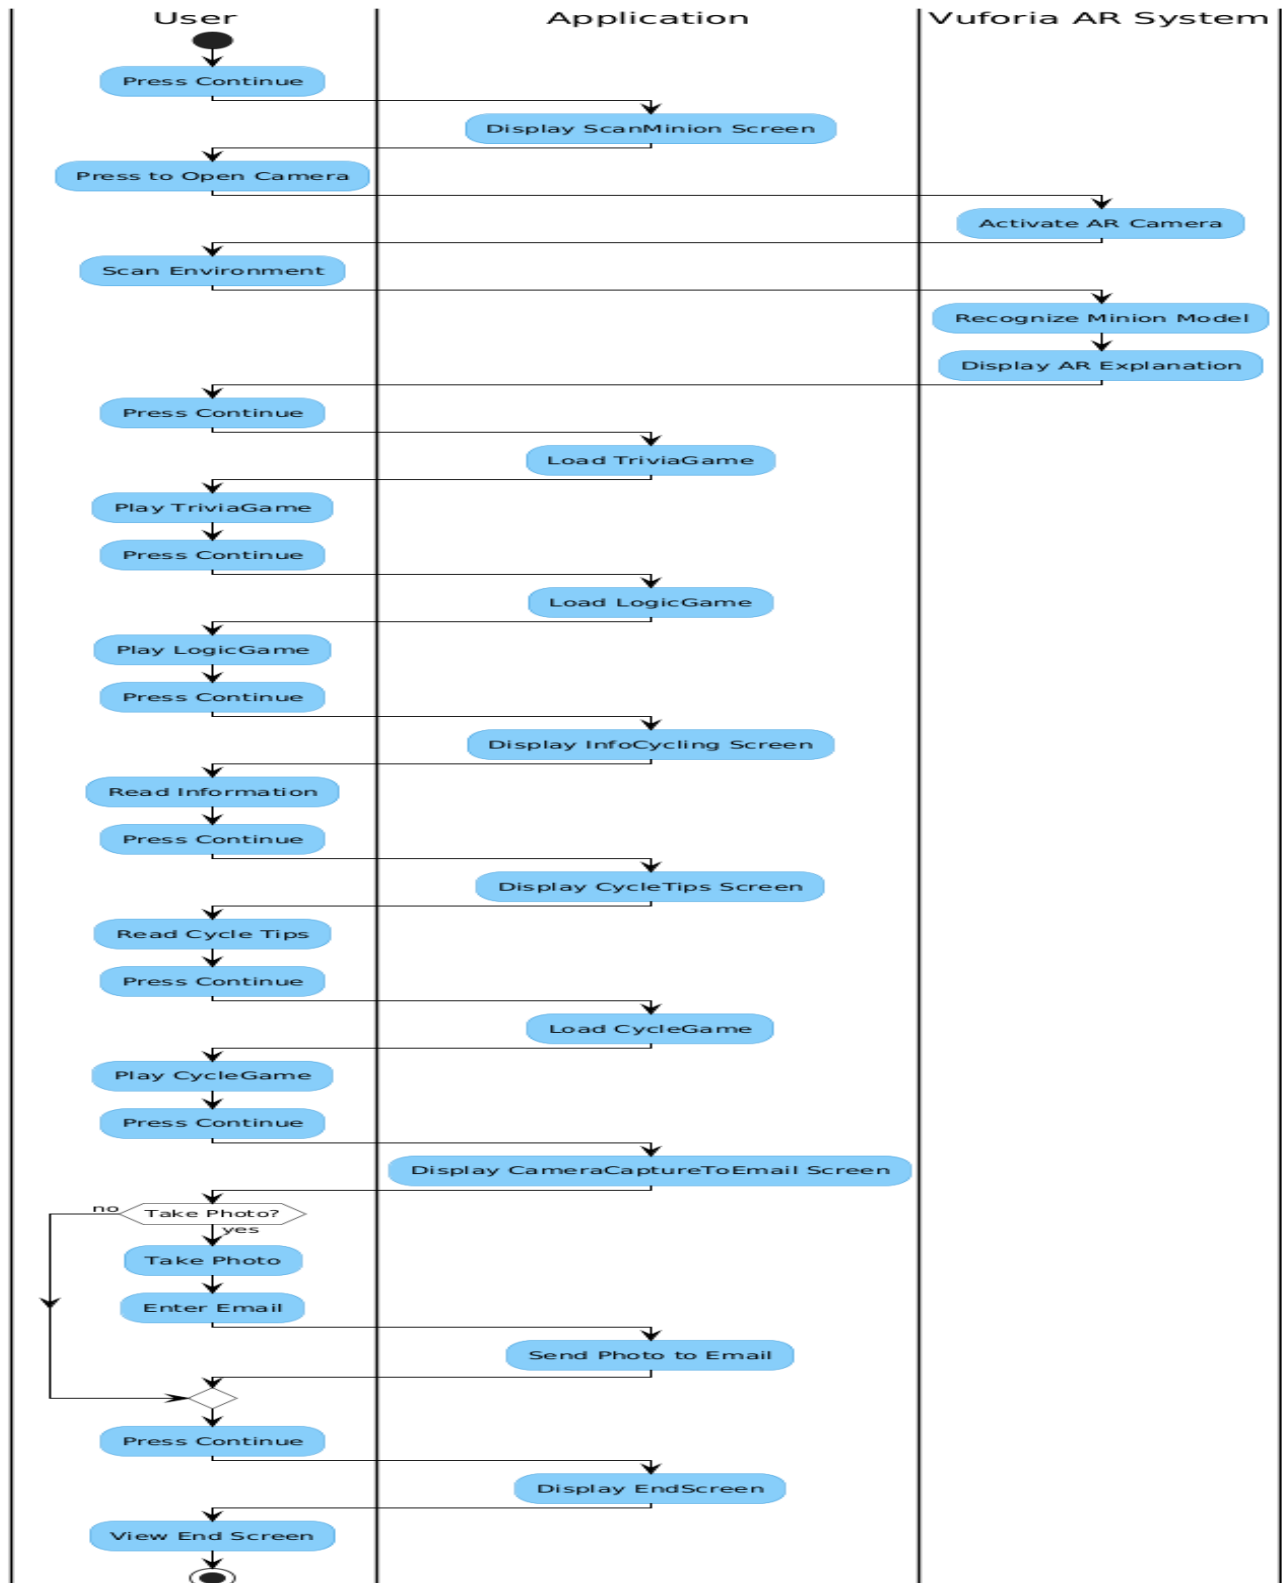 User
Application
Vuforia AR System
Press Continue
Display ScanMinion Screen
Press to Open Camera
Activate AR Camera
Scan Environment
Recognize Minion Model
Display AR Explanation
Press Continue
Load TriviaGame
Play TriviaGame
Press Continue
Load LogicGame
Play LogicGame
Press Continue
Display InfoCycling Screen
Read Information
Press Continue
Display CycleTips Screen
Read Cycle Tips
Press Continue
Load CycleGame
Play CycleGame
Press Continue
Display CameraCaptureToEmail Screen
no
Take Photo?
yes
Take Photo
Enter Email
Send Photo to Email
Press Continue
Display EndScreen
View End Screen